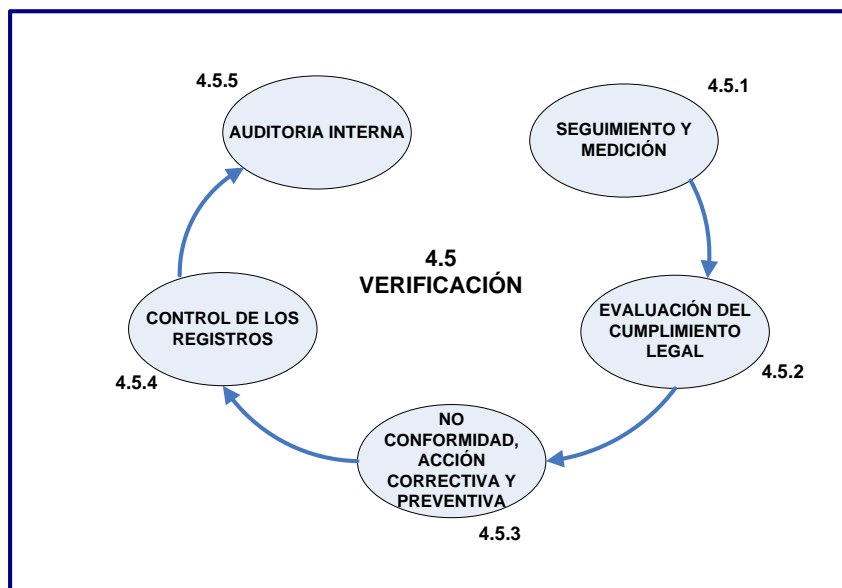 4.5.5
AUDITORIA INTERNA
4.5.1
SEGUIMIENTO Y
MEDICIÓN
4.5
VERIFICACIÓN
EVALUACIÓN DEL
CUMPLIMIENTO
LEGAL
4.5.2
NO
CONFORMIDAD,
ACCIÓN
CORRECTIVA Y
PREVENTIVA
4.5.3
CONTROL DE LOS
REGISTROS
4.5.4